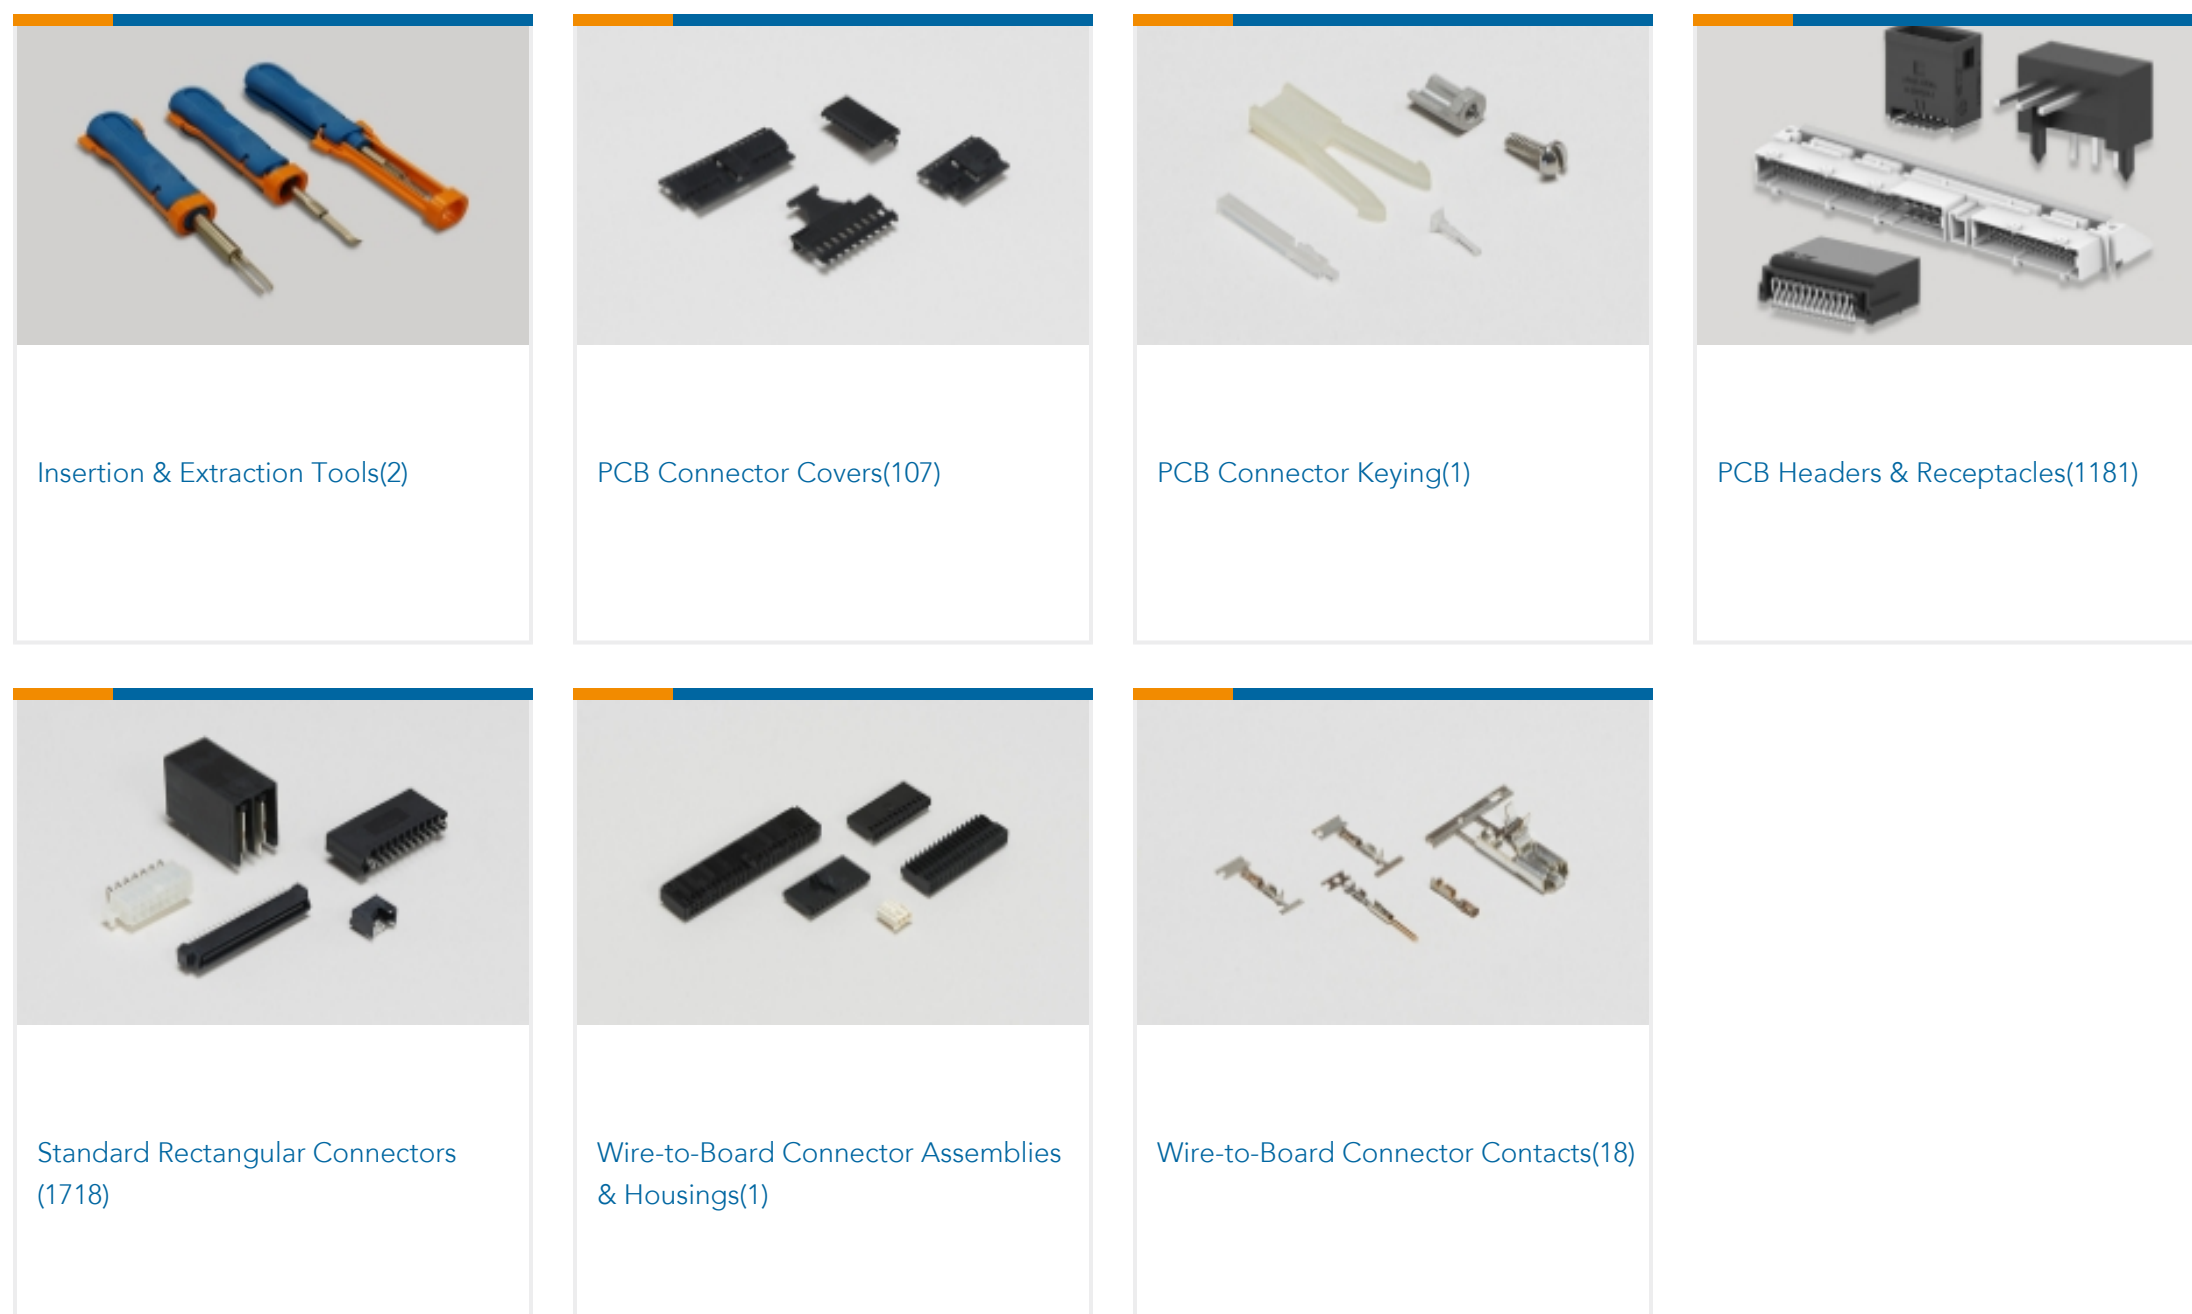 Insertion & Extraction Tools(2)
PCB Connector Covers(107)
PCB Connector Keying(1)
PCB Headers & Receptacles(1181)
Standard Rectangular Connectors
(1718)
Wire-to-Board Connector Assemblies
& Housings(1)
Wire-to-Board Connector Contacts(18)